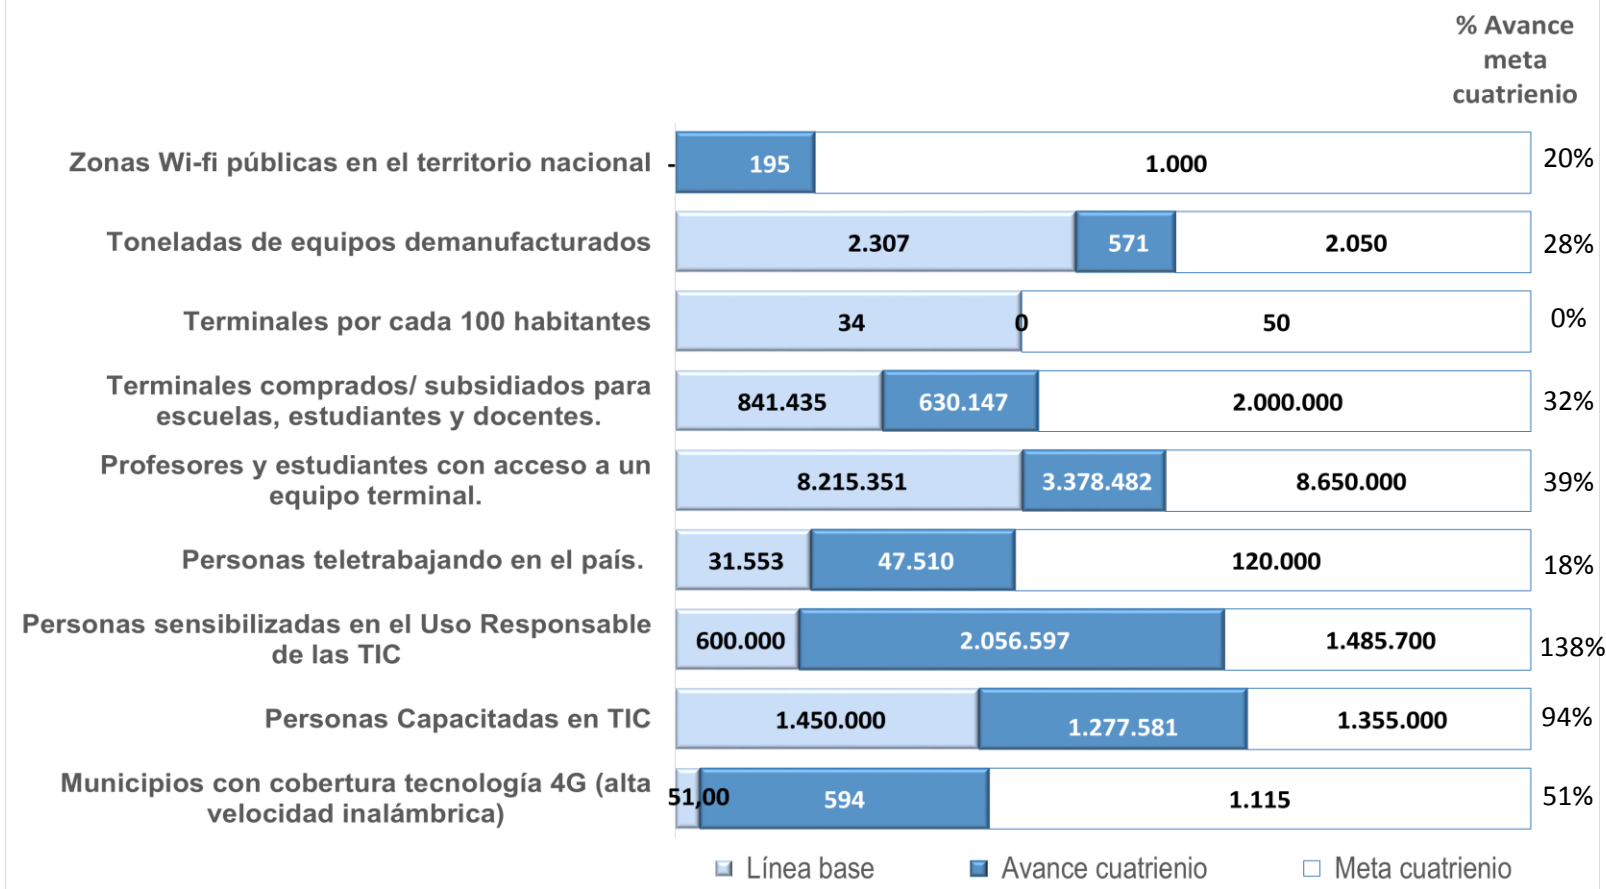 % Avance
meta
cuatrienio
Zonas Wi-fi públicas en el territorio nacional - 195 1.000 20%
Toneladas de equipos demanufacturados 2.307 571 2.050 28%
Terminales por cada 100 habitantes 34 0 50 0%
Terminales comprados/ subsidiados para
escuelas, estudiantes y docentes. 841.435 630.147 2.000.000 32%
Profesores y estudiantes con acceso a un
equipo terminal. 8.215.351 3.378.482 8.650.000 39%
Personas teletrabajando en el país. 31.553 47.510 120.000 18%
Personas sensibilizadas en el Uso Responsable
de las TIC 600.000 2.056.597 1.485.700 138%
Personas Capacitadas en TIC 1.450.000 1.277.581 1.355.000 94%
Municipios con cobertura tecnología 4G (alta
velocidad inalámbrica) 51,00 594 1.115 51%
Línea base Avance cuatrienio Meta cuatrienio